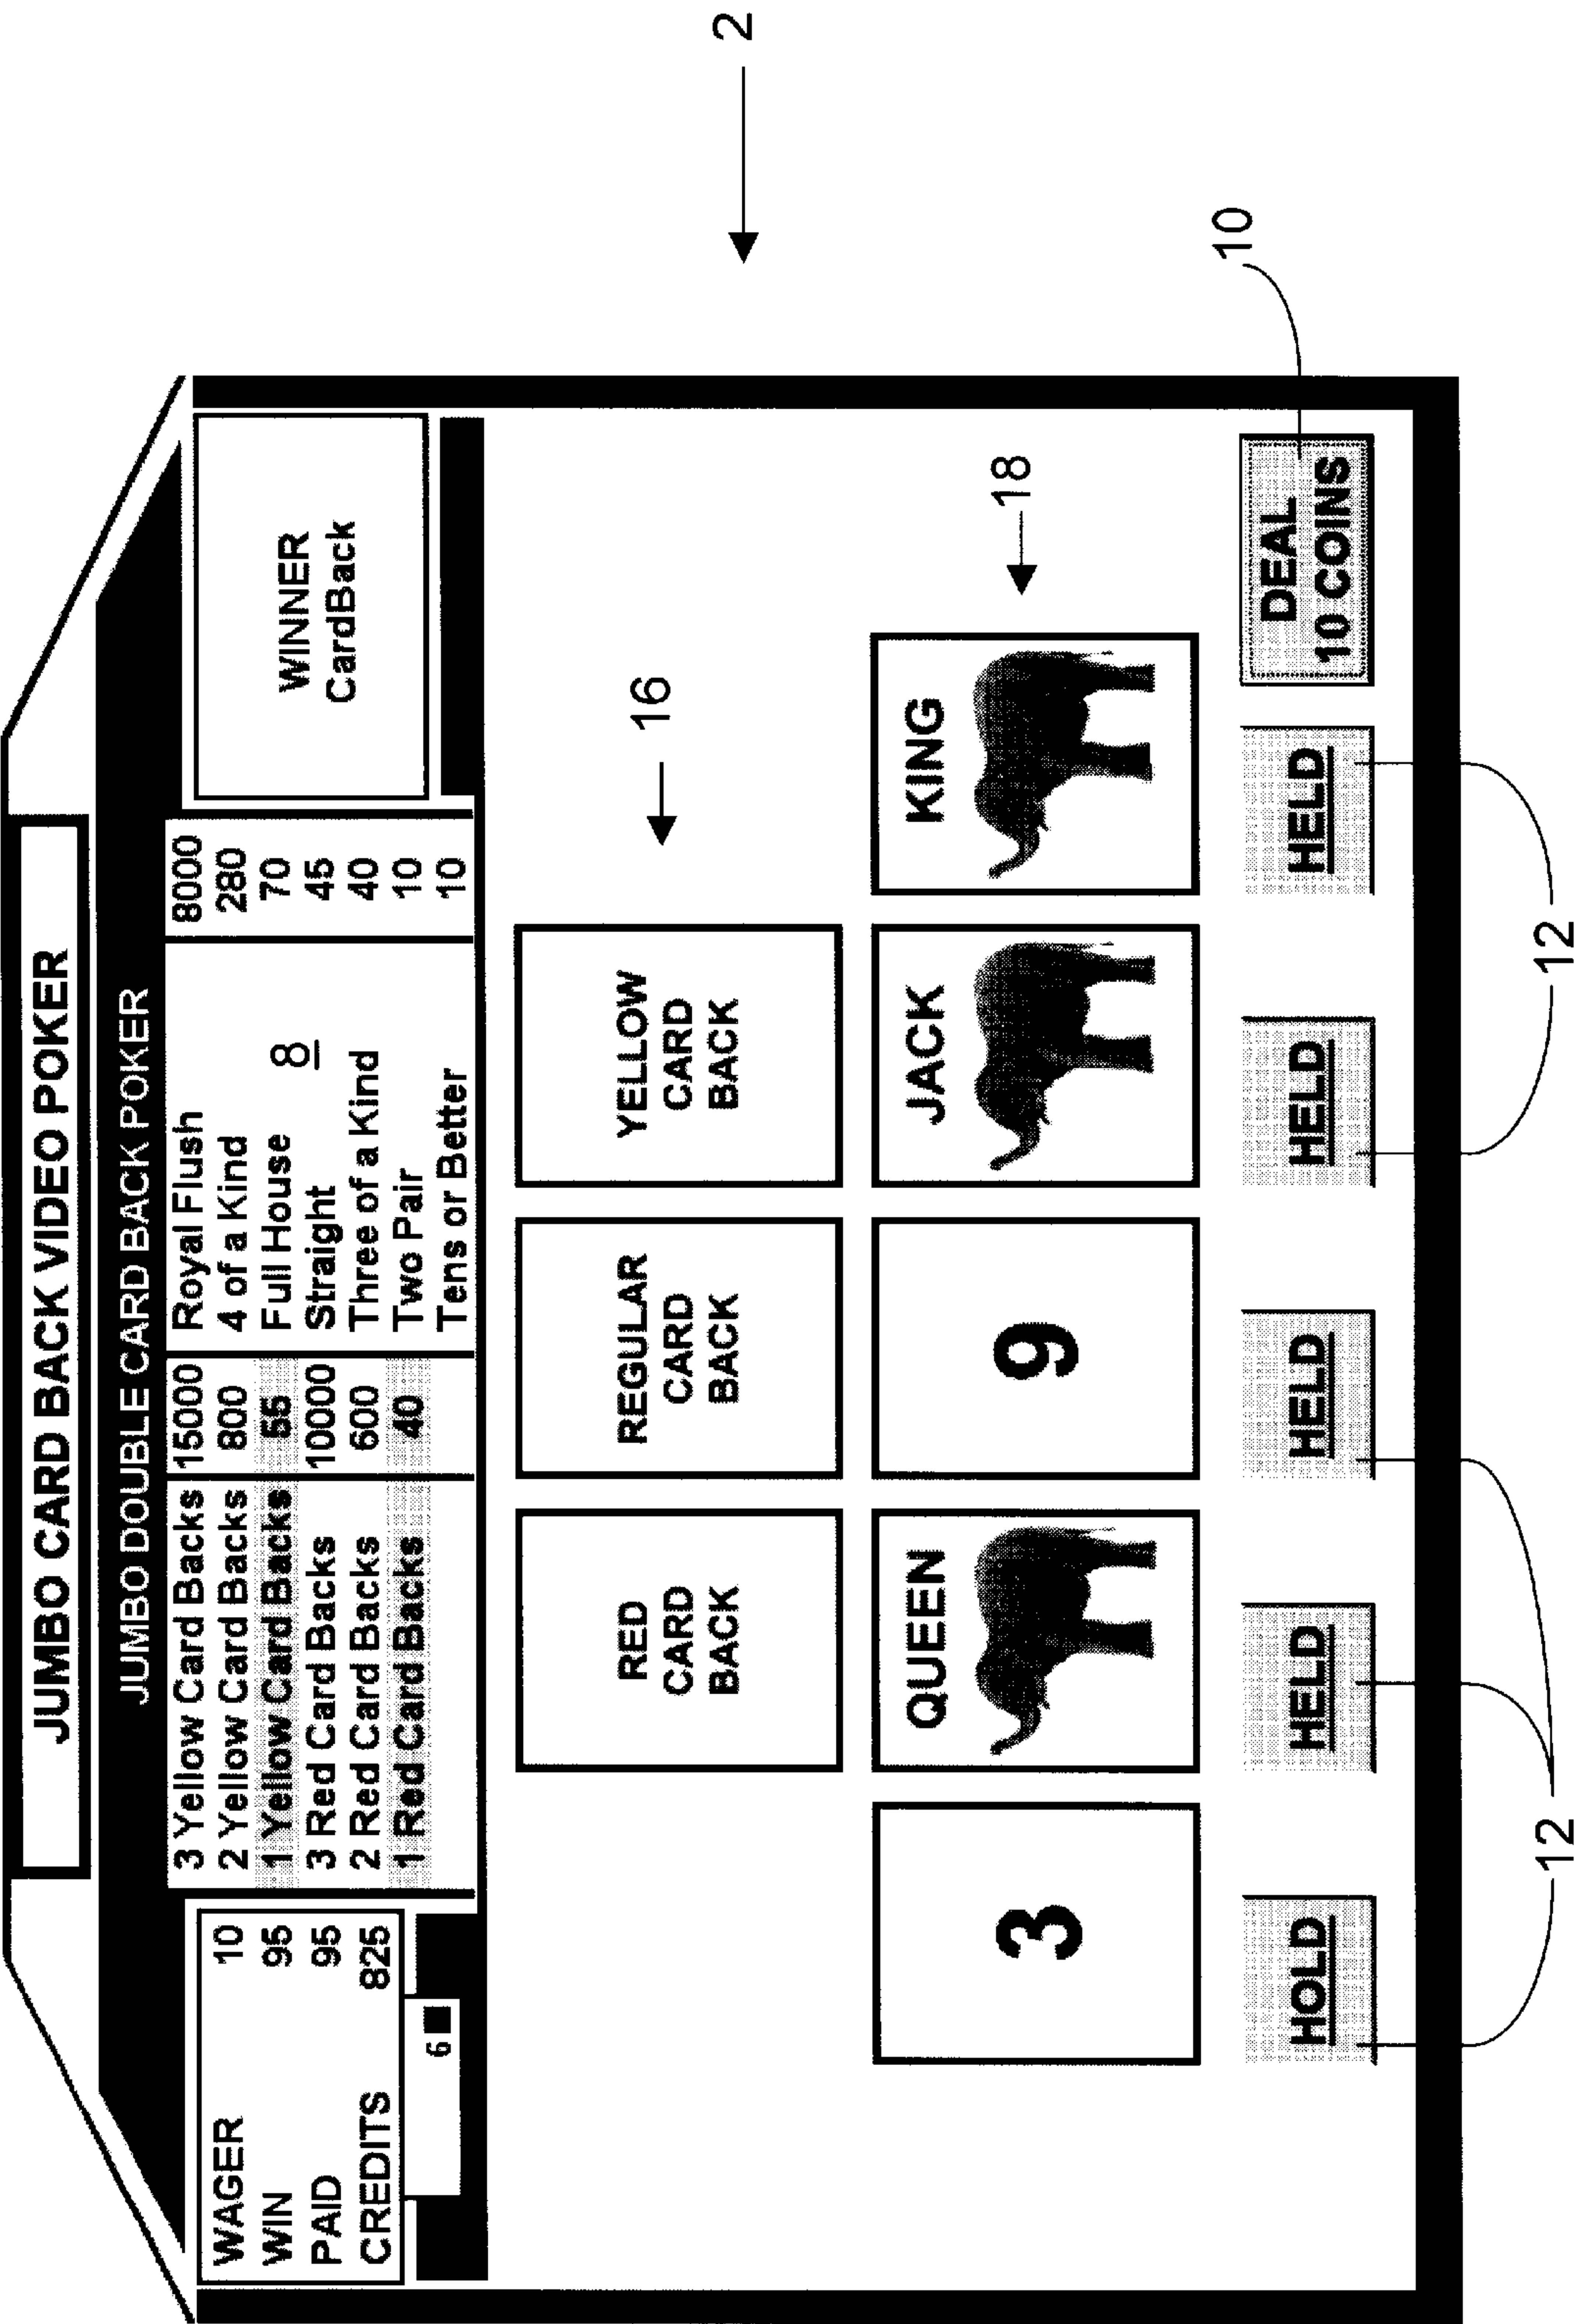 JUMBO CARD BACK VIDEO POKER
JUMBO DOUBLE CARD BACK POKER
WAGER 10
WIN 95
PAID 95
CREDITS 825
6
3 Yellow Card Backs 15000
2 Yellow Card Backs 800
1 Yellow Card Backs 55
3 Red Card Backs 10000
2 Red Card Backs 600
1 Red Card Backs 40
Royal Flush 8000
4 of a Kind 280
Full House 70
8
Straight 45
Three of a Kind 40
Two Pair 10
Tens or Better 10
WINNER
CardBack
RED
CARD
BACK
REGULAR
CARD
BACK
YELLOW
CARD
BACK
16
2
3
QUEEN
9
JACK
KING
18
HOLD
HELD
HELD
HELD
HELD
DEAL
10 COINS
10
12
12